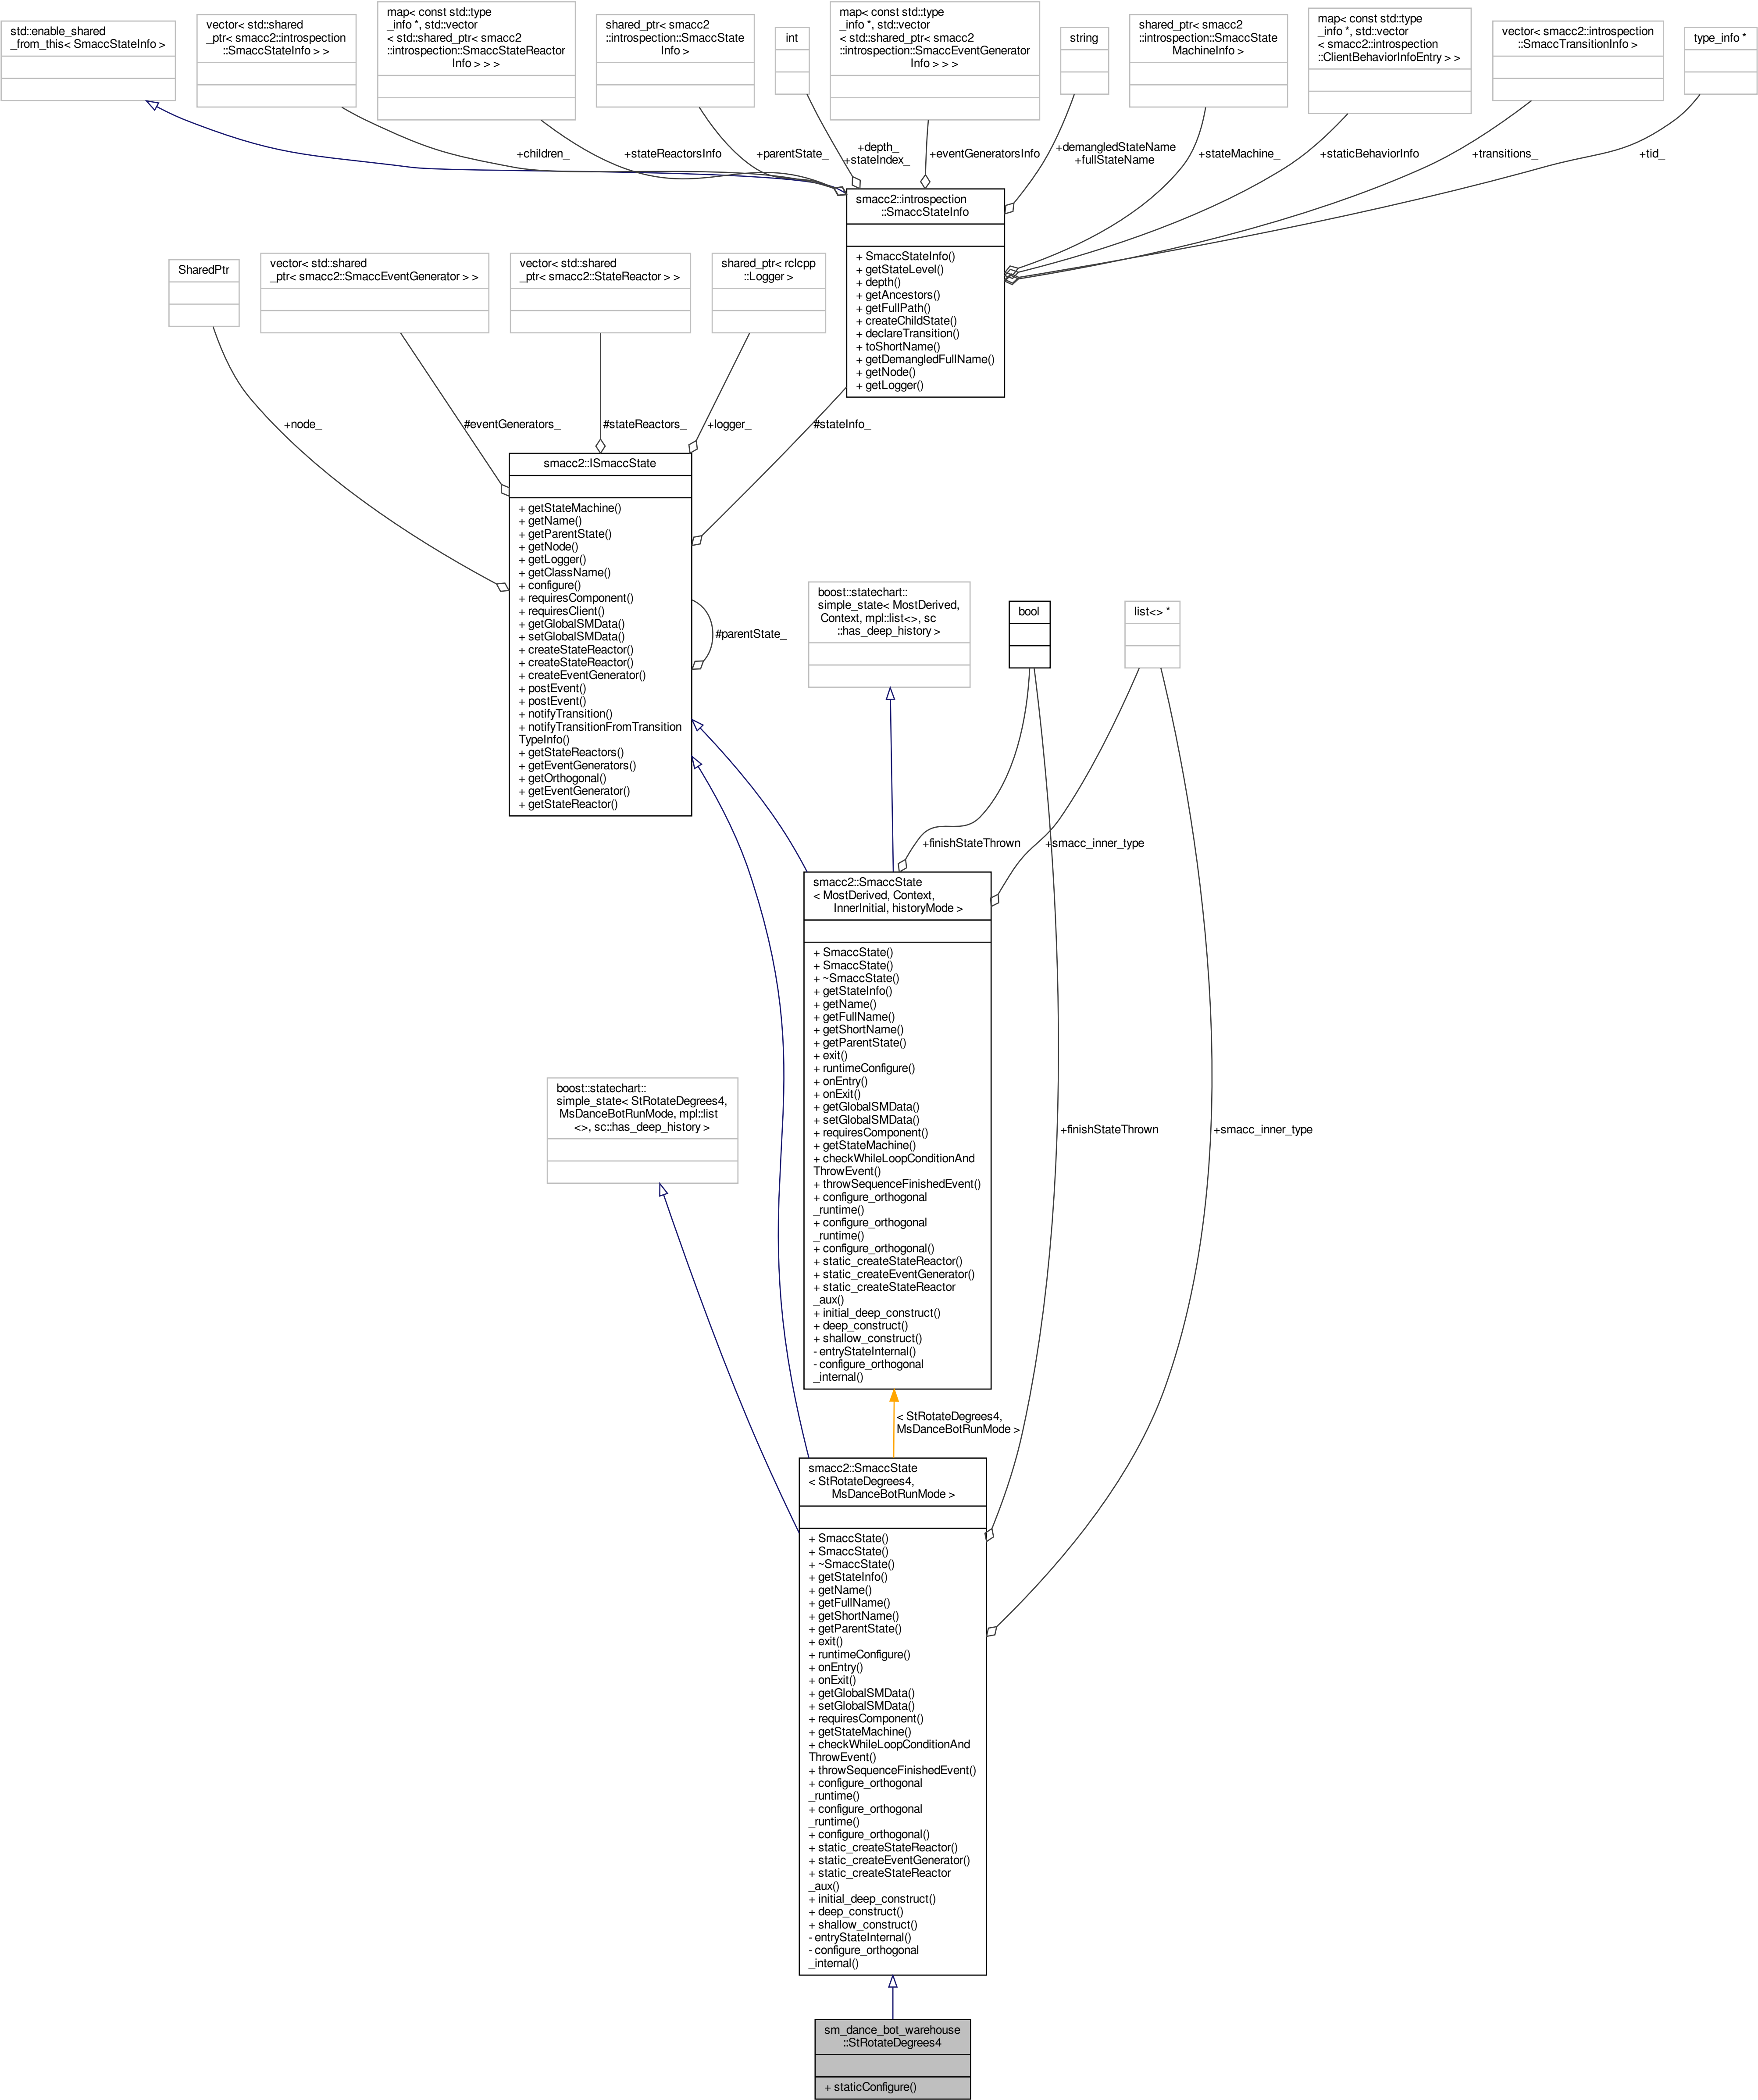 std::enable_shared
_from_this< SmaccStateInfo >
vector< std::shared
_ptr< smacc2::introspection
::SmaccStateInfo > >
map< const std::type
_info *, std::vector
< std::shared_ptr< smacc2
::introspection::SmaccStateReactor
Info > > >
shared_ptr< smacc2
::introspection::SmaccState
Info >
int
map< const std::type
_info *, std::vector
< std::shared_ptr< smacc2
::introspection::SmaccEventGenerator
Info > > >
string
shared_ptr< smacc2
::introspection::SmaccState
MachineInfo >
map< const std::type
_info *, std::vector
< smacc2::introspection
::ClientBehaviorInfoEntry > >
vector< smacc2::introspection
::SmaccTransitionInfo >
type_info *
+children_
+stateReactorsInfo
+parentState_
+depth_
+stateIndex_
+eventGeneratorsInfo
+demangledStateName
+fullStateName
+stateMachine_
+staticBehaviorInfo
+transitions_
+tid_
smacc2::introspection
::SmaccStateInfo
+ SmaccStateInfo()
+ getStateLevel()
+ depth()
+ getAncestors()
+ getFullPath()
+ createChildState()
+ declareTransition()
+ toShortName()
+ getDemangledFullName()
+ getNode()
+ getLogger()
SharedPtr
vector< std::shared
_ptr< smacc2::SmaccEventGenerator > >
vector< std::shared
_ptr< smacc2::StateReactor > >
shared_ptr< rclcpp
::Logger >
+node_
#eventGenerators_
#stateReactors_
+logger_
#stateInfo_
smacc2::ISmaccState
+ getStateMachine()
+ getName()
+ getParentState()
+ getNode()
+ getLogger()
+ getClassName()
+ configure()
+ requiresComponent()
+ requiresClient()
+ getGlobalSMData()
+ setGlobalSMData()
+ createStateReactor()
+ createStateReactor()
+ createEventGenerator()
+ postEvent()
+ postEvent()
+ notifyTransition()
+ notifyTransitionFromTransition
TypeInfo()
+ getStateReactors()
+ getEventGenerators()
+ getOrthogonal()
+ getEventGenerator()
+ getStateReactor()
#parentState_
boost::statechart::
simple_state< MostDerived,
Context, mpl::list<>, sc
::has_deep_history >
bool
list<> *
+finishStateThrown
+smacc_inner_type
smacc2::SmaccState
< MostDerived, Context,
InnerInitial, historyMode >
+ SmaccState()
+ SmaccState()
+ ~SmaccState()
+ getStateInfo()
+ getName()
+ getFullName()
+ getShortName()
+ getParentState()
+ exit()
+ runtimeConfigure()
+ onEntry()
+ onExit()
+ getGlobalSMData()
+ setGlobalSMData()
+ requiresComponent()
+ getStateMachine()
+ checkWhileLoopConditionAnd
ThrowEvent()
+ throwSequenceFinishedEvent()
+ configure_orthogonal
_runtime()
+ configure_orthogonal
_runtime()
+ configure_orthogonal()
+ static_createStateReactor()
+ static_createEventGenerator()
+ static_createStateReactor
_aux()
+ initial_deep_construct()
+ deep_construct()
+ shallow_construct()
- entryStateInternal()
- configure_orthogonal
_internal()
boost::statechart::
simple_state< StRotateDegrees4,
MsDanceBotRunMode, mpl::list
<>, sc::has_deep_history >
+finishStateThrown
+smacc_inner_type
< StRotateDegrees4,
MsDanceBotRunMode >
smacc2::SmaccState
< StRotateDegrees4,
MsDanceBotRunMode >
+ SmaccState()
+ SmaccState()
+ ~SmaccState()
+ getStateInfo()
+ getName()
+ getFullName()
+ getShortName()
+ getParentState()
+ exit()
+ runtimeConfigure()
+ onEntry()
+ onExit()
+ getGlobalSMData()
+ setGlobalSMData()
+ requiresComponent()
+ getStateMachine()
+ checkWhileLoopConditionAnd
ThrowEvent()
+ throwSequenceFinishedEvent()
+ configure_orthogonal
_runtime()
+ configure_orthogonal
_runtime()
+ configure_orthogonal()
+ static_createStateReactor()
+ static_createEventGenerator()
+ static_createStateReactor
_aux()
+ initial_deep_construct()
+ deep_construct()
+ shallow_construct()
- entryStateInternal()
- configure_orthogonal
_internal()
sm_dance_bot_warehouse
::StRotateDegrees4
+ staticConfigure()